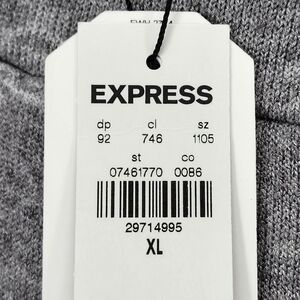 EXPRESS
dp cl sz
92 746 1105
st co
07461770 0086
29714995
XL